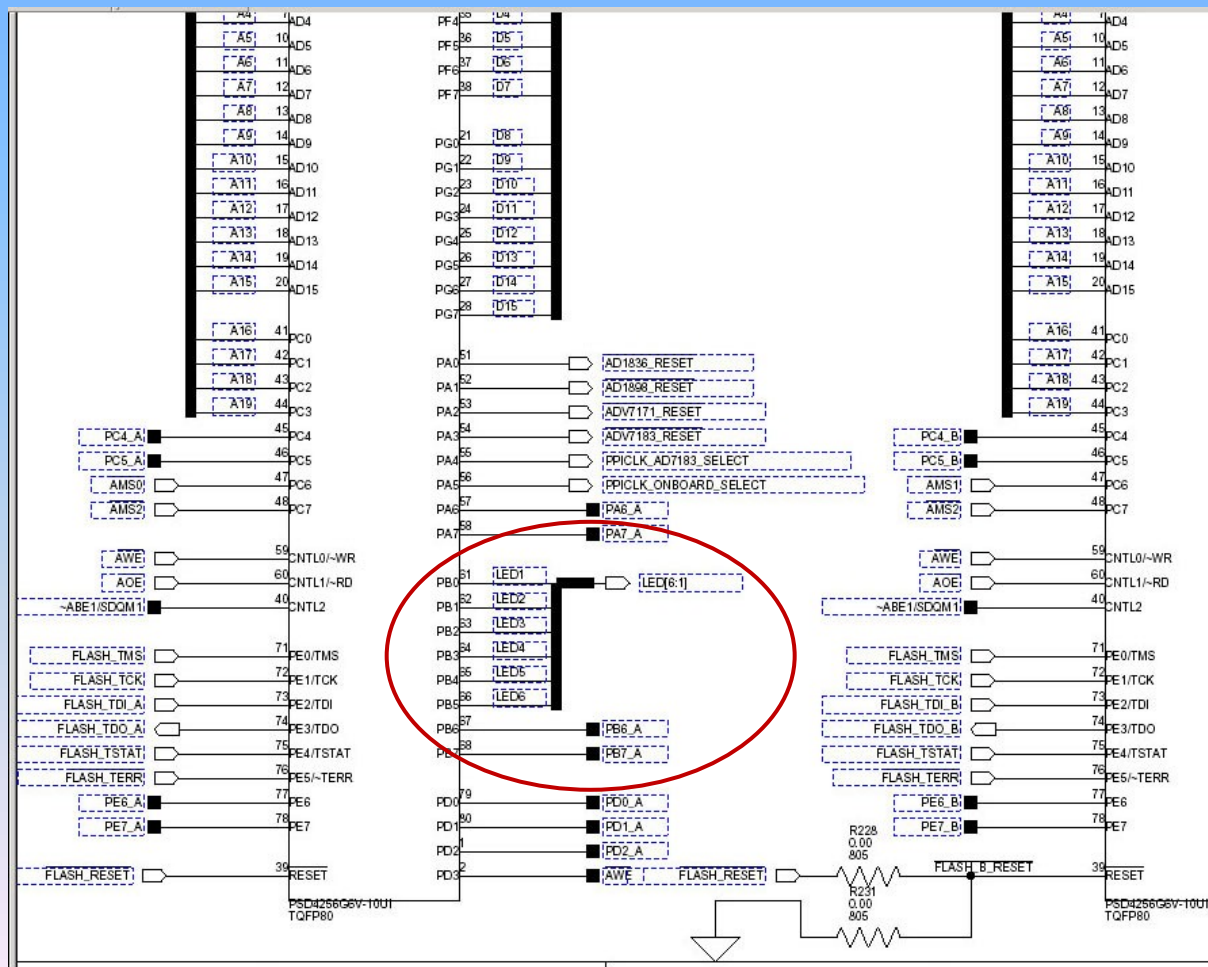 A4 7 AD4 PF4 35 D4 A4 7 AD4
A5 10 AD5 PF5 36 D5 A5 10 AD5
A6 11 AD6 PF6 37 D6 A6 11 AD6
A7 12 AD7 PF7 38 D7 A7 12 AD7
A8 13 AD8 A8 13 AD8
A9 14 AD9 PG0 21 D8 A9 14 AD9
A10 15 AD10 PG1 22 D9 A10 15 AD10
A11 16 AD11 PG2 23 D10 A11 16 AD11
A12 17 AD12 PG3 24 D11 A12 17 AD12
A13 18 AD13 PG4 25 D12 A13 18 AD13
A14 19 AD14 PG5 26 D13 A14 19 AD14
A15 20 AD15 PG6 27 D14 A15 20 AD15
PG7 28 D15
A16 41 PC0 A16 41 PC0
A17 42 PC1 PA0 51 AD1836_RESET A17 42 PC1
A18 43 PC2 PA1 52 AD1898_RESET A18 43 PC2
A19 44 PC3 PA2 53 ADV7171_RESET A19 44 PC3
PC4_A 45 PC4 PA3 54 ADV7183_RESET PC4_B 45 PC4
PC5_A 46 PC5 PA4 55 PPICLK_AD7183_SELECT PC5_B 46 PC5
AMS0 47 PC6 PA5 56 PPICLK_ONBOARD_SELECT AMS1 47 PC6
AMS2 48 PC7 PA6 57 PA6_A AMS2 48 PC7
PA7 58 PA7_A
AWE 59 CNTL0/~WR AWE 59 CNTL0/~WR
AOE 60 CNTL1/~RD PB0 61 LED1 LED[6:1] AOE 60 CNTL1/~RD
~ABE1/SDQM1 40 CNTL2 PB1 62 LED2 ~ABE1/SDQM1 40 CNTL2
PB2 63 LED3
FLASH_TMS 71 PE0/TMS PB3 64 LED4 FLASH_TMS 71 PE0/TMS
FLASH_TCK 72 PE1/TCK PB4 65 LED5 FLASH_TCK 72 PE1/TCK
FLASH_TDI_A 73 PE2/TDI PB5 66 LED6 FLASH_TDI_B 73 PE2/TDI
FLASH_TDO_A 74 PE3/TDO PB6 67 PB6_A FLASH_TDO_B 74 PE3/TDO
FLASH_TSTAT 75 PE4/TSTAT PB7 68 PB7_A FLASH_TSTAT 75 PE4/TSTAT
FLASH_TERR 76 PE5/~TERR FLASH_TERR 76 PE5/~TERR
PE6_A 77 PE6 PD0 79 PD0_A PE6_B 77 PE6
PE7_A 78 PE7 PD1 80 PD1_A PE7_B 78 PE7
PD2 1 PD2_A
R228
0.00
805
FLASH_RESET 39 RESET PD3 2 AWE FLASH_RESET FLASH_B_RESET 39 RESET
R231
0.00
805
PSD4256G6V-10UI PSD4256G6V-10UI
TQFP80 TQFP80